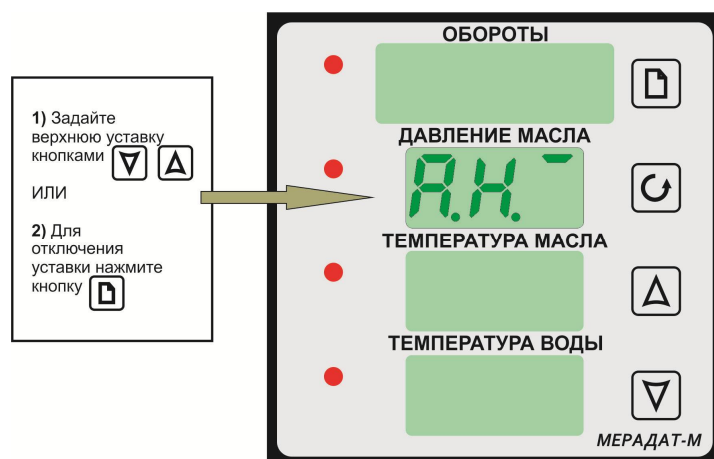 1) Задайте
верхнюю уставку
кнопками
ИЛИ
2) Для
отключения
уставки нажмите
кнопку
ОБОРОТЫ
ДАВЛЕНИЕ МАСЛА
A.H.¯
ТЕМПЕРАТУРА МАСЛА
ТЕМПЕРАТУРА ВОДЫ
МЕРАДАТ-М